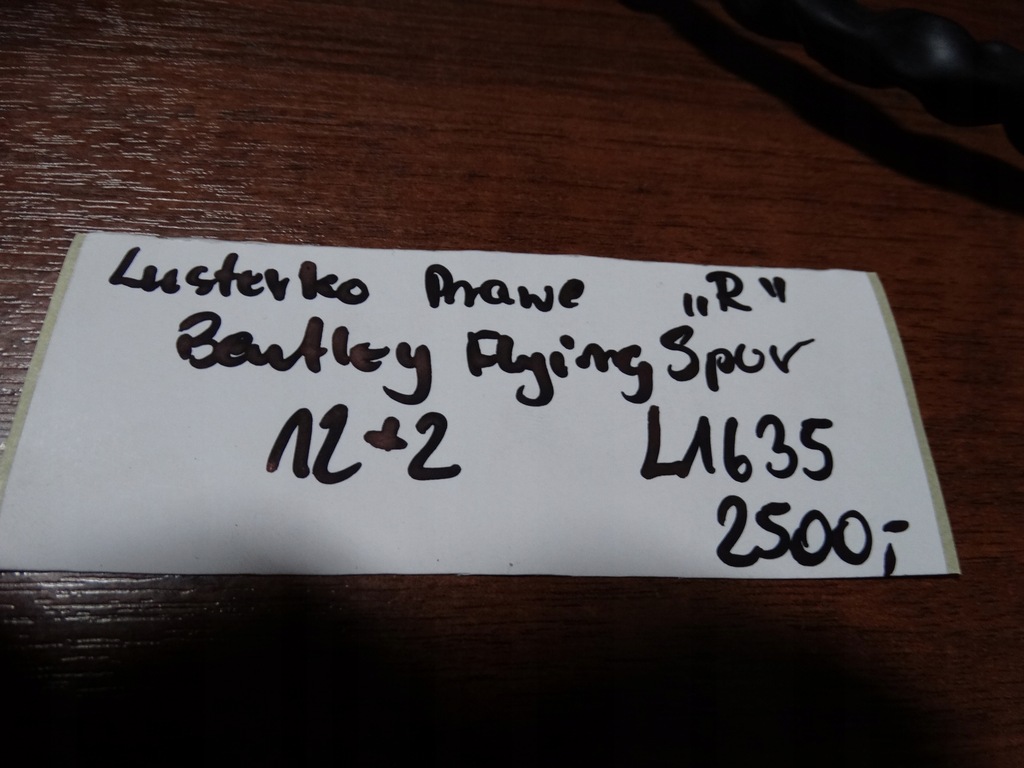 Lusterko Prawe „R"
Bentley Flying Spur
12+2 L1635
2500,-